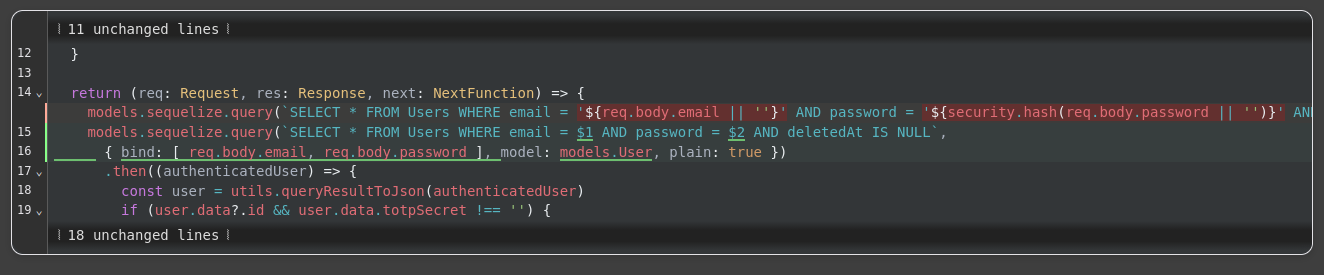 11 unchanged lines
12 }
13
14 return (req: Request, res: Response, next: NextFunction) => {
models.sequelize.query(`SELECT * FROM Users WHERE email = '${req.body.email || ''}' AND password = '${security.hash(req.body.password || '')}' AN
15 models.sequelize.query(`SELECT * FROM Users WHERE email = $1 AND password = $2 AND deletedAt IS NULL`,
16 { bind: [ req.body.email, req.body.password ], model: models.User, plain: true })
17 .then((authenticatedUser) => {
18 const user = utils.queryResultToJson(authenticatedUser)
19 if (user.data?.id && user.data.totpSecret !== '') {
18 unchanged lines